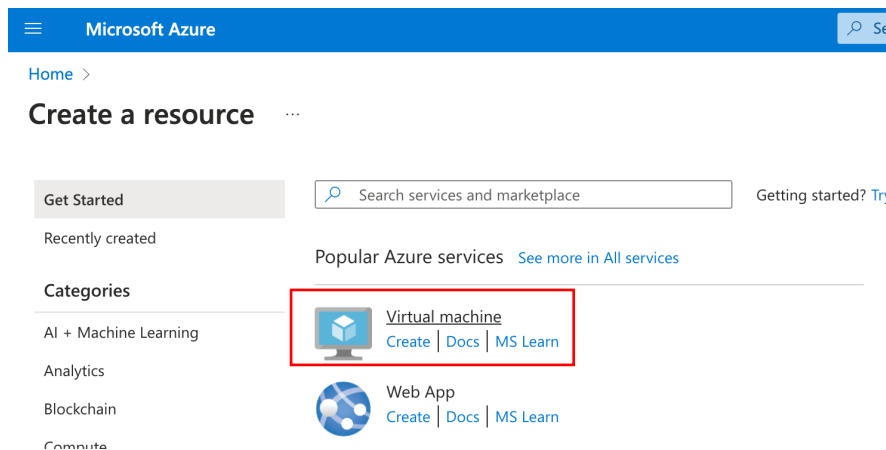 Microsoft Azure
Home >
Create a resource ...
Get Started
Recently created
Categories
AI + Machine Learning
Analytics
Blockchain
Compute
Search services and marketplace
Getting started?
Popular Azure services See more in All services
Virtual machine
Create | Docs | MS Learn
Web App
Create | Docs | MS Learn